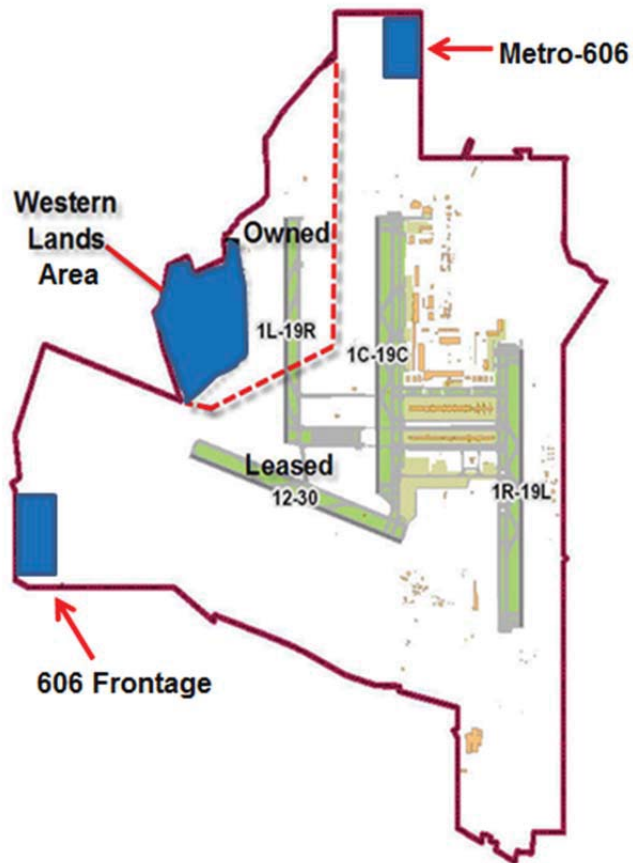 Metro-606
Western
Lands
Area
Owned
1L-19R
1C-19C
Leased
12-30
1R-19L
606 Frontage